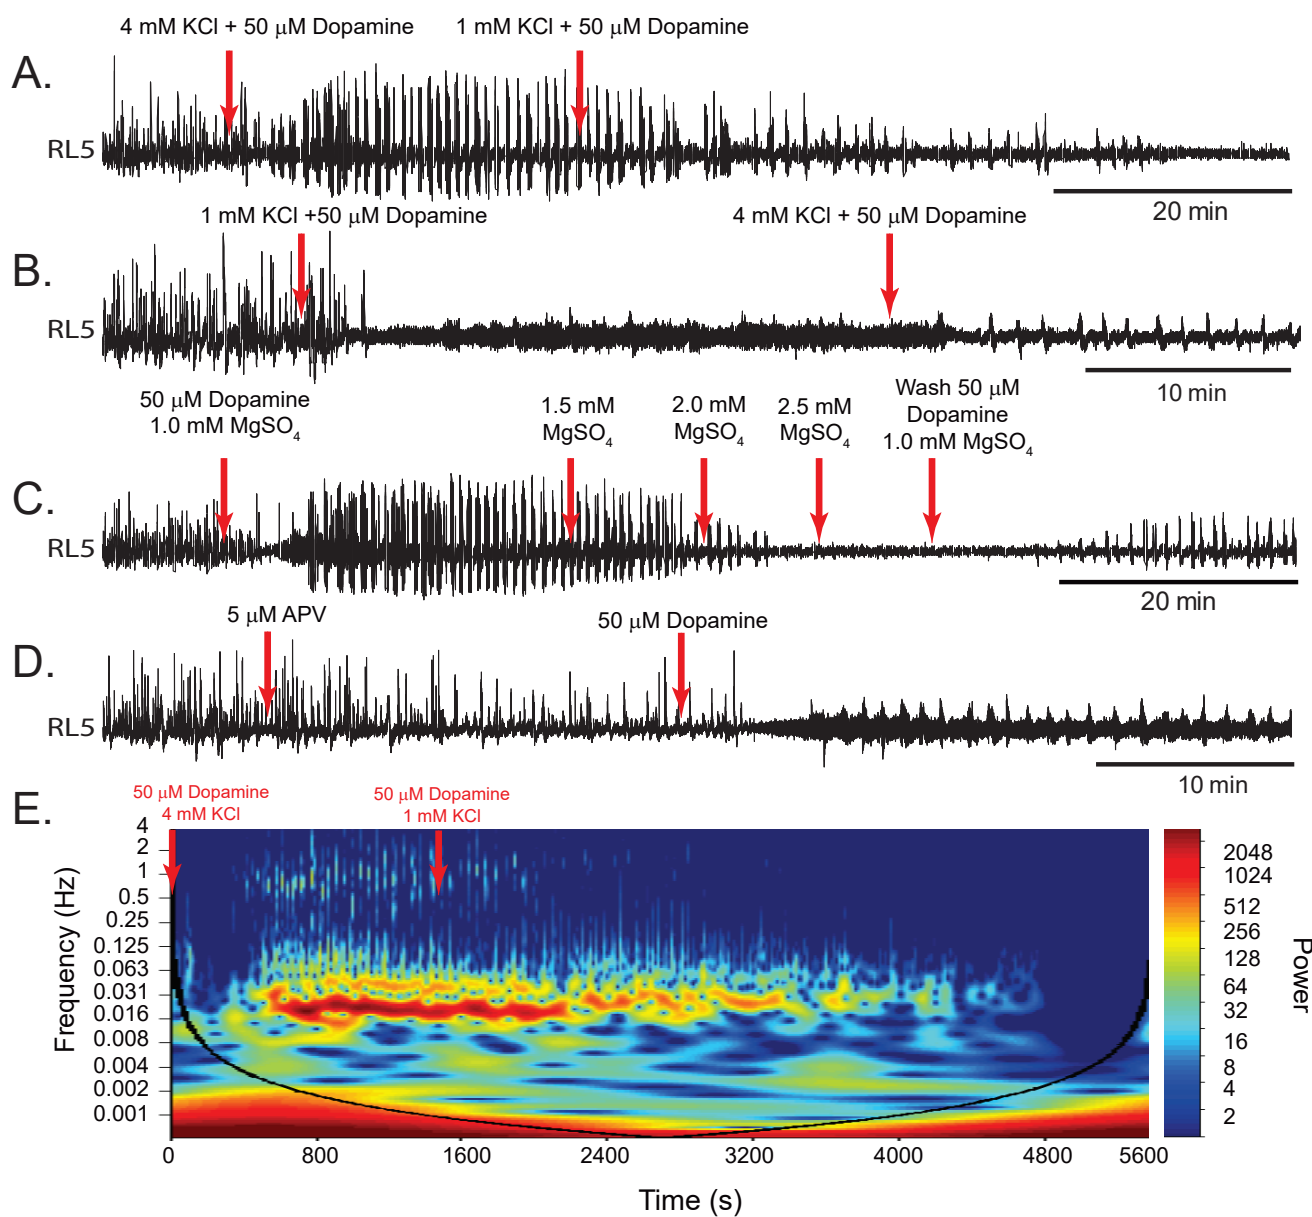 4 mM KCl + 50 μM Dopamine
1 mM KCl + 50 μM Dopamine
A.
RL5
20 min
1 mM KCl +50 μM Dopamine
4 mM KCl + 50 μM Dopamine
B.
RL5
10 min
50 μM Dopamine
1.0 mM MgSO₄
1.5 mM
MgSO₄
2.0 mM
MgSO₄
2.5 mM
MgSO₄
Wash 50 μM
Dopamine
1.0 mM MgSO₄
C.
RL5
20 min
5 μM APV
50 μM Dopamine
D.
RL5
10 min
E.
50 μM Dopamine
4 mM KCl
50 μM Dopamine
1 mM KCl
Frequency (Hz)
4
2
1
0.5
0.25
0.125
0.063
0.031
0.016
0.008
0.004
0.002
0.001
0 800 1600 2400 3200 4000 4800 5600
Time (s)
2048
1024
512
256
128
64
32
16
8
4
2
Power